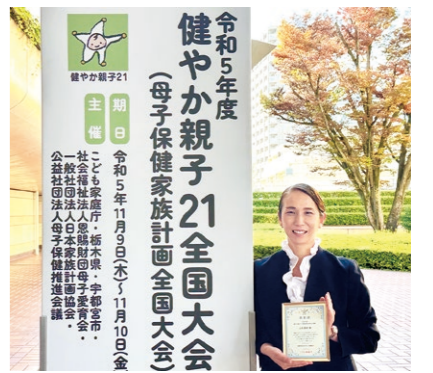 令和5年度
健やか親子21全国大会
(母子保健家族計画全国大会)
期日
令和5年11月9日(木)~11月10日(金
主催
こども家庭庁・栃木県・宇都宮市・
社会福祉法人恩賜財団母子愛育会・
一般社団法人日本家族計画協会・
公益社団法人母子保健推進会議
健やか親子21